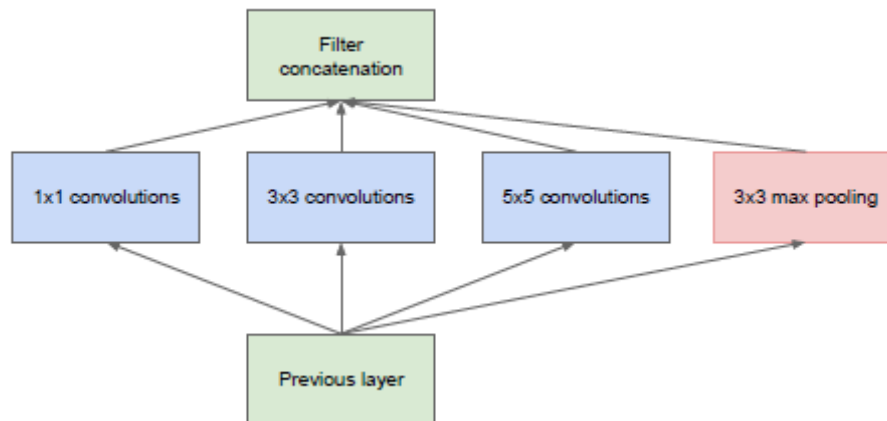 Filter
concatenation
1x1 convolutions
3x3 convolutions
5x5 convolutions
3x3 max pooling
Previous layer